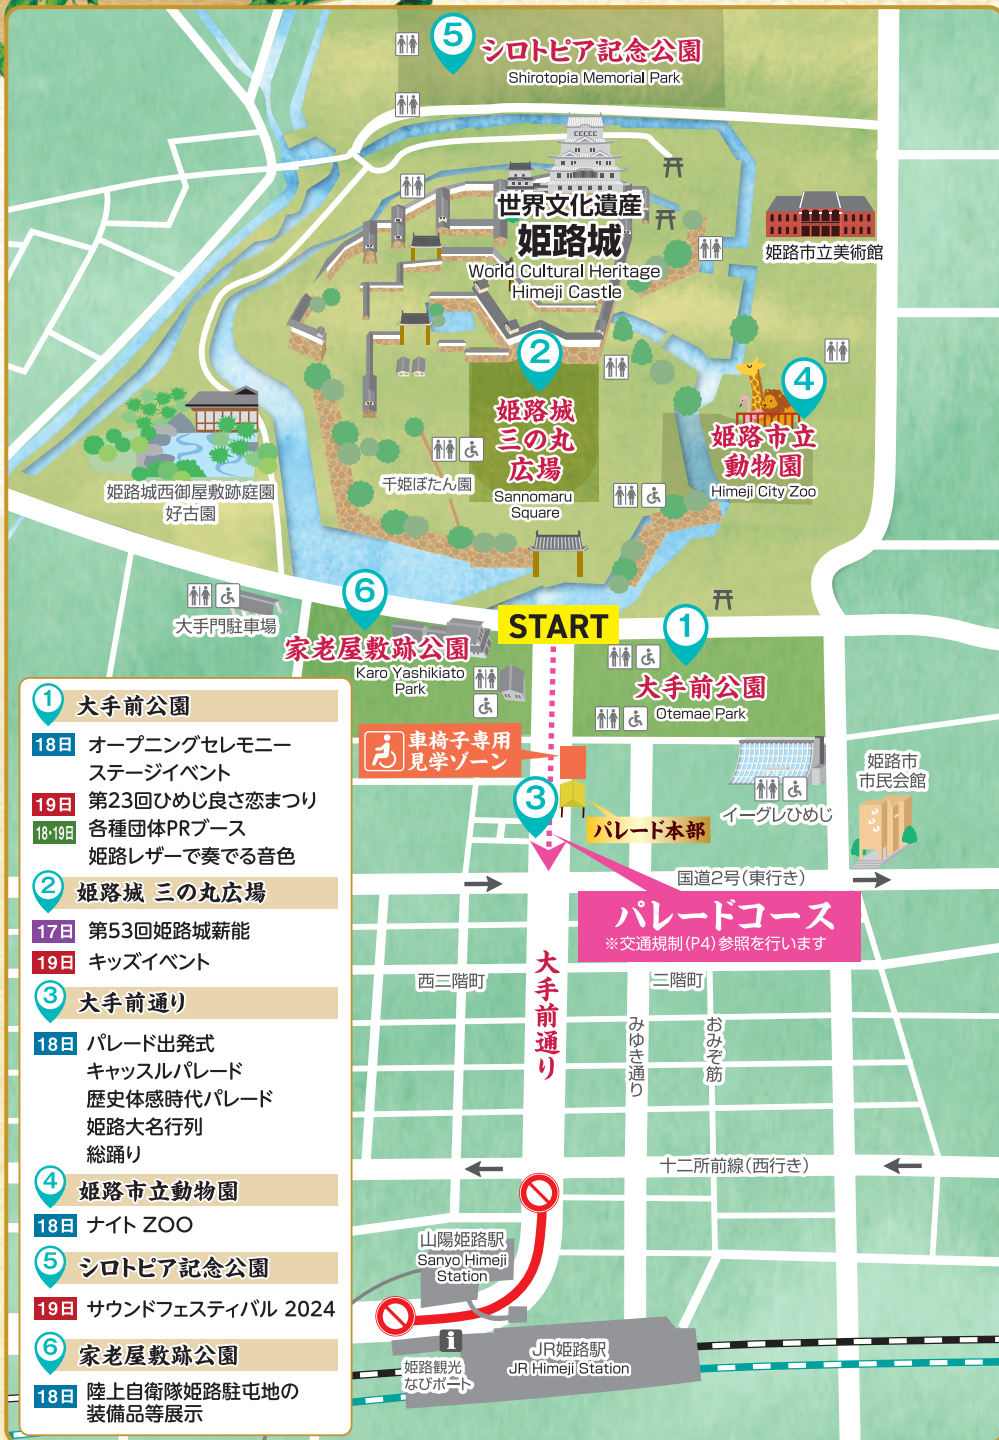 5
シロトピア記念公園
Shirotopia Memorial Park
世界文化遺産
姫路城
World Cultural Heritage
Himeji Castle
姫路市立美術館
2
姫路城
三の丸
広場
Sannomaru
Square
4
姫路市立
動物園
Himeji City Zoo
千姫ぼたん園
姫路城西御屋敷跡庭園
好古園
大手門駐車場
6
家老屋敷跡公園
Karo Yashikiato
Park
START
1
大手前公園
Otemae Park
車椅子専用
見学ゾーン
3
パレード本部
イーグレひめじ
姫路市
市民会館
国道2号(東行き)
パレードコース
※交通規制(P4)参照を行います
西二階町
二階町
大手前通り
みゆき通り
おみぞ筋
十二所前線(西行き)
山陽姫路駅
Sanyo Himeji
Station
i
姫路観光
なびポート
JR姫路駅
JR Himeji Station
1 大手前公園
18日 オープニングセレモニー
ステージイベント
19日 第23回ひめじ良さ恋まつり
18・19日 各種団体PRブース
姫路レザーで奏でる音色
2 姫路城 三の丸広場
17日 第53回姫路城薪能
19日 キッズイベント
3 大手前通り
18日 パレード出発式
キャッスルパレード
歴史体感時代パレード
姫路大名行列
総踊り
4 姫路市立動物園
18日 ナイト ZOO
5 シロトピア記念公園
19日 サウンドフェスティバル 2024
6 家老屋敷跡公園
18日 陸上自衛隊姫路駐屯地の
装備品等展示